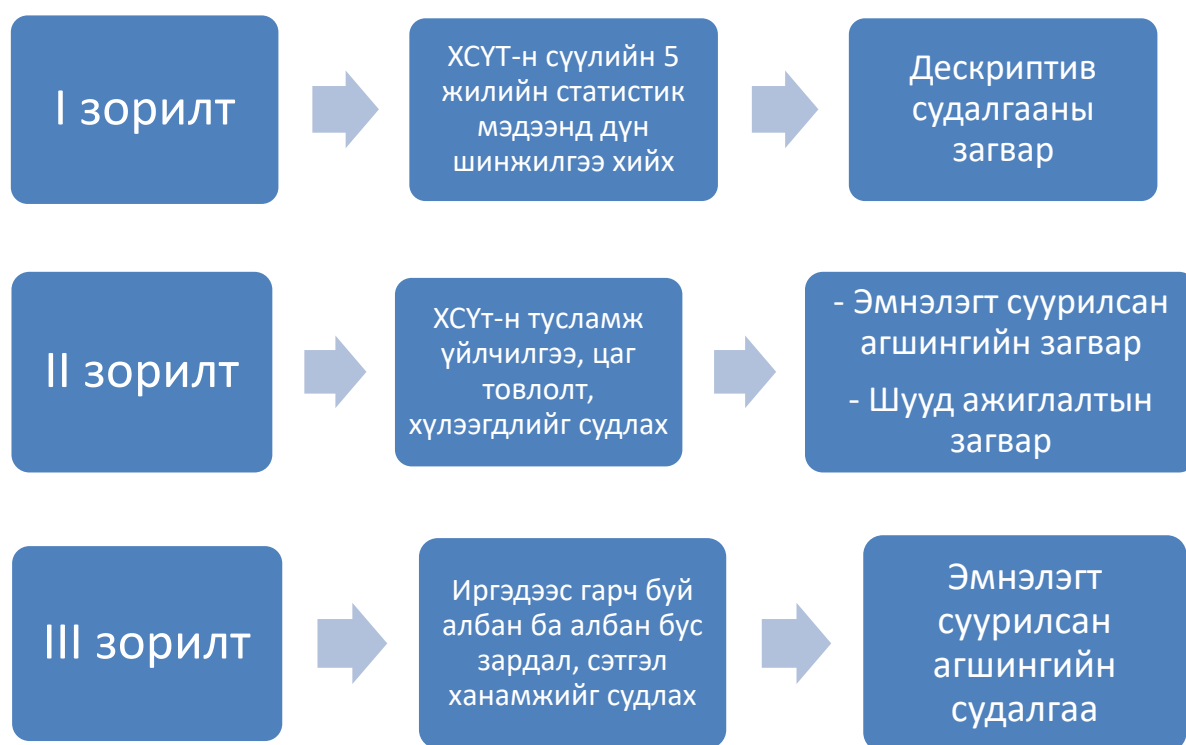 I зорилт
ХСҮТ-н сүүлийн 5
жилийн статистик
мэдээнд дүн
шинжилгээ хийх
Дескриптив
судалгааны
загвар
II зорилт
ХСҮт-н тусламж
үйлчилгээ, цаг
товлолт,
хүлээгдлийг судлах
- Эмнэлэгт суурилсан
агшингийн загвар
- Шууд ажиглалтын
загвар
III зорилт
Иргэдээс гарч буй
албан ба албан бус
зардал, сэтгэл
ханамжийг судлах
Эмнэлэгт
суурилсан
агшингийн
судалгаа